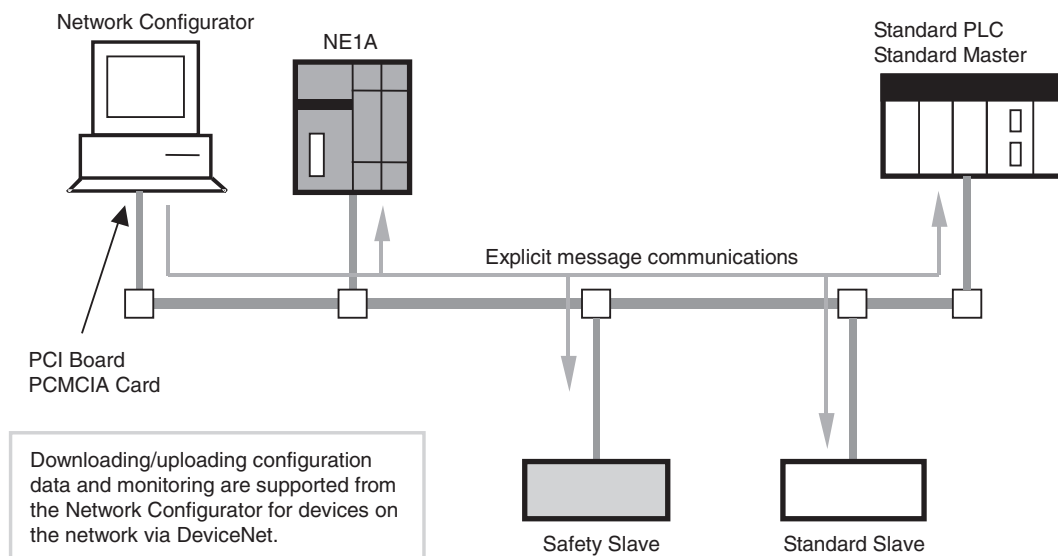 Network Configurator
NE1A
Standard PLC
Standard Master
Explicit message communications
PCI Board
PCMCIA Card
Downloading/uploading configuration
data and monitoring are supported from
the Network Configurator for devices on
the network via DeviceNet.
Safety Slave
Standard Slave